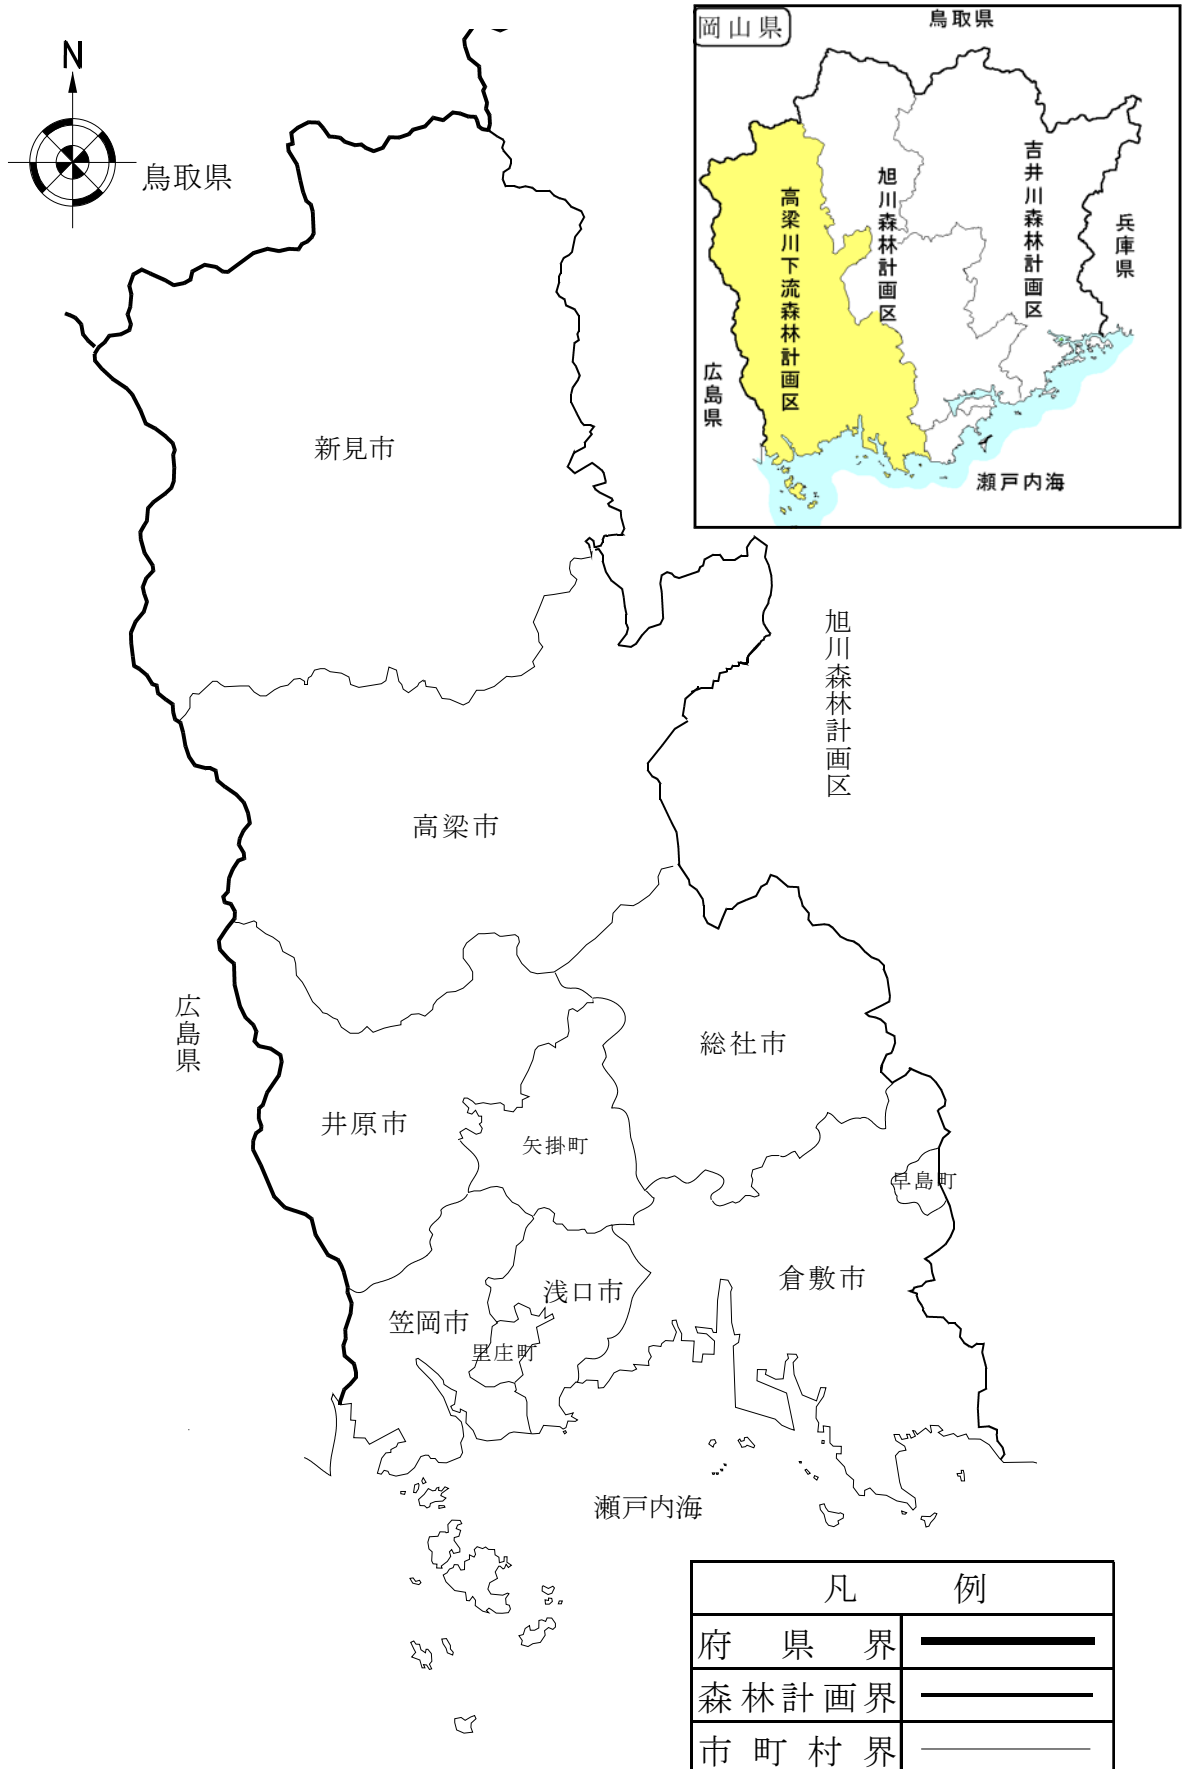 N
鳥取県
岡山県
鳥取県
高梁川下流森林計画区
旭川森林計画区
吉井川森林計画区
兵庫県
広島県
瀬戸内海
新見市
旭川森林計画区
高梁市
広島県
総社市
井原市
矢掛町
早島町
倉敷市
浅口市
笠岡市
里庄町
瀬戸内海
凡 例
府県界
森林計画界
市町村界